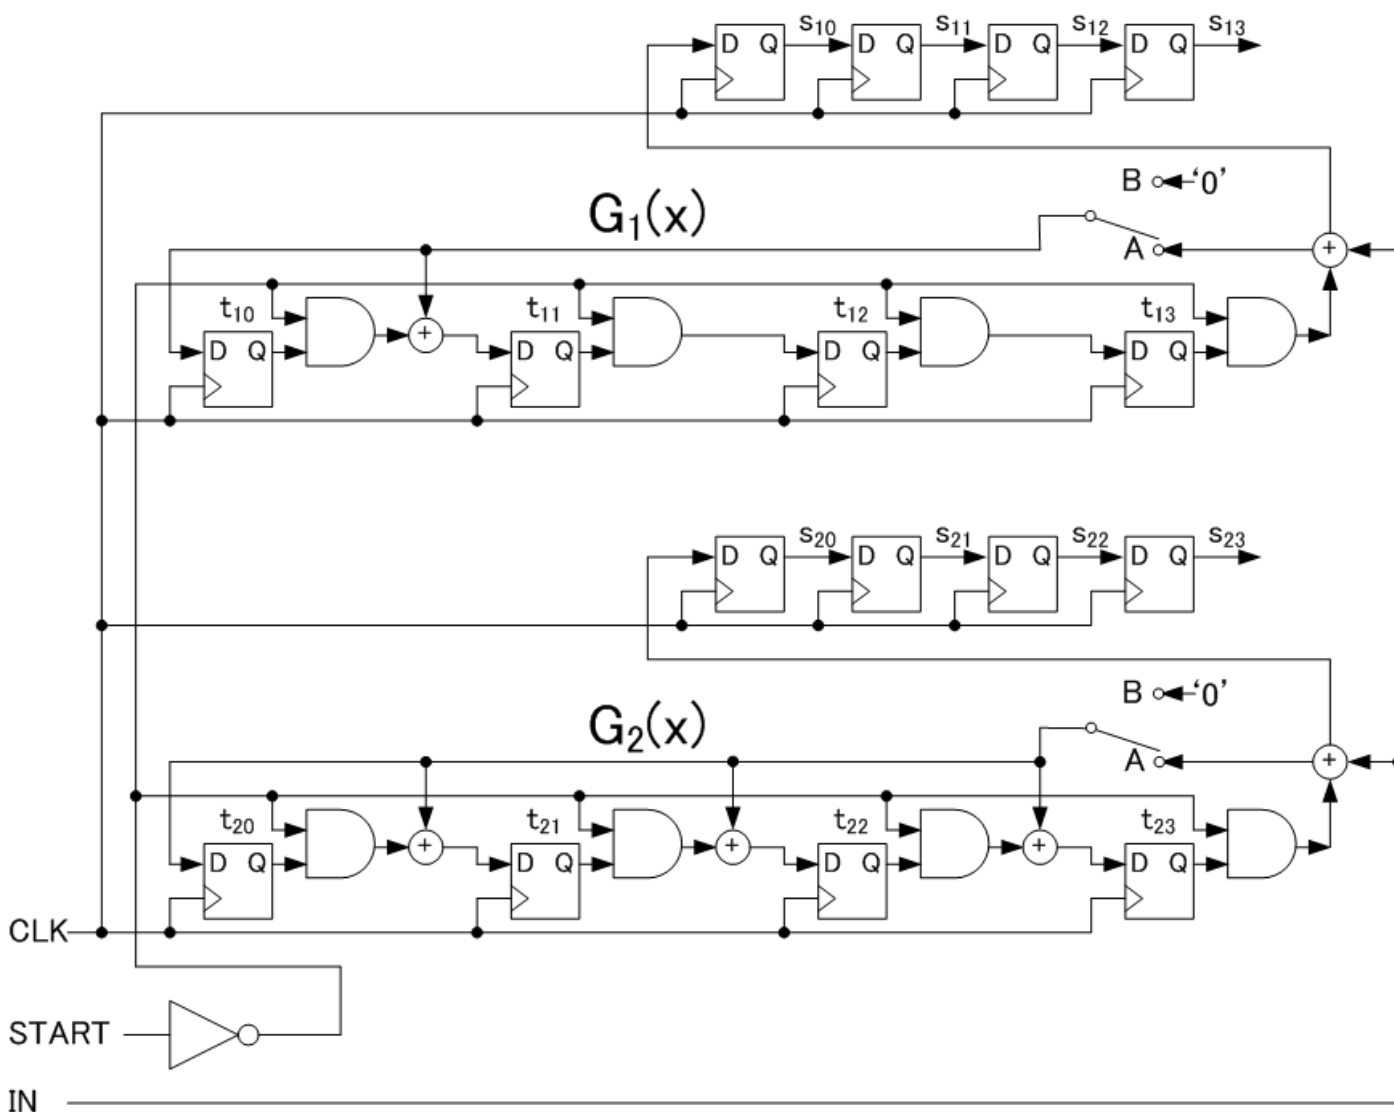 D Q s₁₀ D Q s₁₁ D Q s₁₂ D Q s₁₃
B '0'
G₁(x)
A +
t₁₀ t₁₁ t₁₂ t₁₃
+
D Q D Q D Q D Q
D Q s₂₀ D Q s₂₁ D Q s₂₂ D Q s₂₃
B '0'
G₂(x)
A +
t₂₀ t₂₁ t₂₂ t₂₃
+ + +
D Q D Q D Q D Q
CLK
START
IN